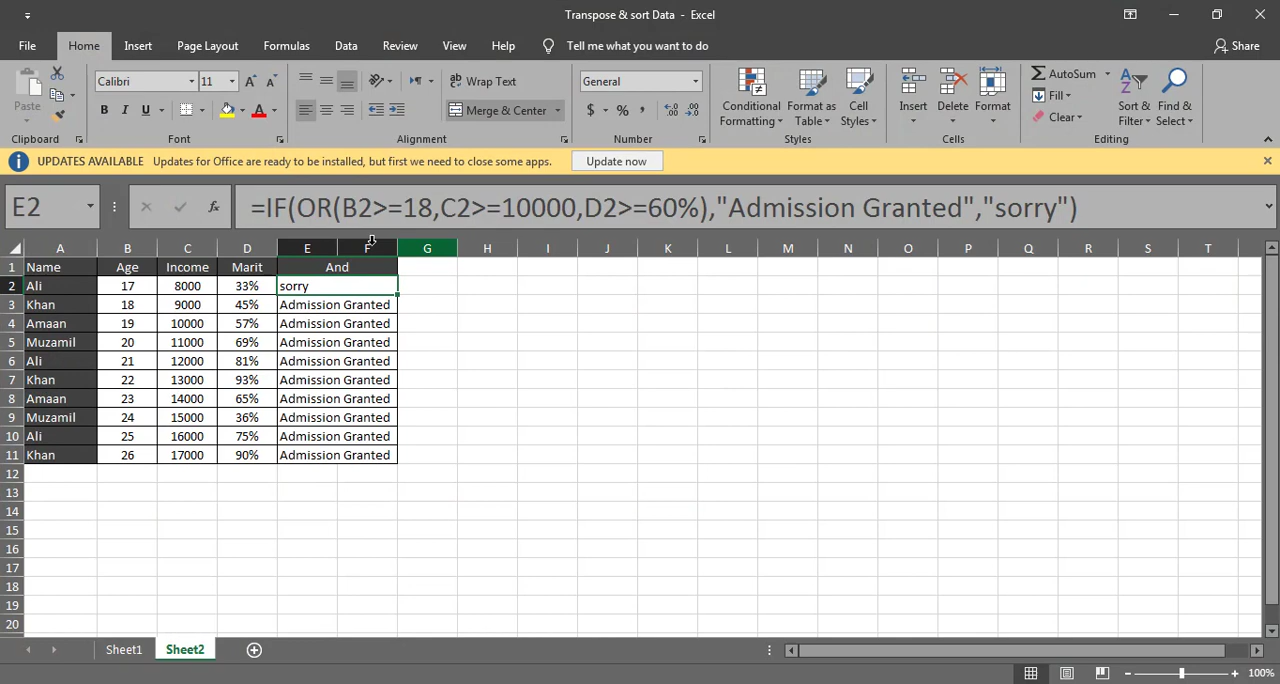 Transpose & sort Data - Excel
File Home Insert Page Layout Formulas Data Review View Help Tell me what you want to do Share
Paste Calibri 11 A A Wrap Text General AutoSum
B I U A Merge & Center $ % , Conditional Formatting Format as Table Cell Styles Insert Delete Format Fill Clear Sort & Filter Find & Select
Clipboard Font Alignment Number Styles Cells Editing
UPDATES AVAILABLE Updates for Office are ready to be installed, but first we need to close some apps. Update now
E2 fx =IF(OR(B2>=18,C2>=10000,D2>=60%),"Admission Granted","sorry")
A B C D E F G H I J K L M N O P Q R S T
1 Name Age Income Marit And
2 Ali 17 8000 33% sorry
3 Khan 18 9000 45% Admission Granted
4 Amaan 19 10000 57% Admission Granted
5 Muzamil 20 11000 69% Admission Granted
6 Ali 21 12000 81% Admission Granted
7 Khan 22 13000 93% Admission Granted
8 Amaan 23 14000 65% Admission Granted
9 Muzamil 24 15000 36% Admission Granted
10 Ali 25 16000 75% Admission Granted
11 Khan 26 17000 90% Admission Granted
12
13
14
15
16
17
18
19
20
Sheet1 Sheet2
100%